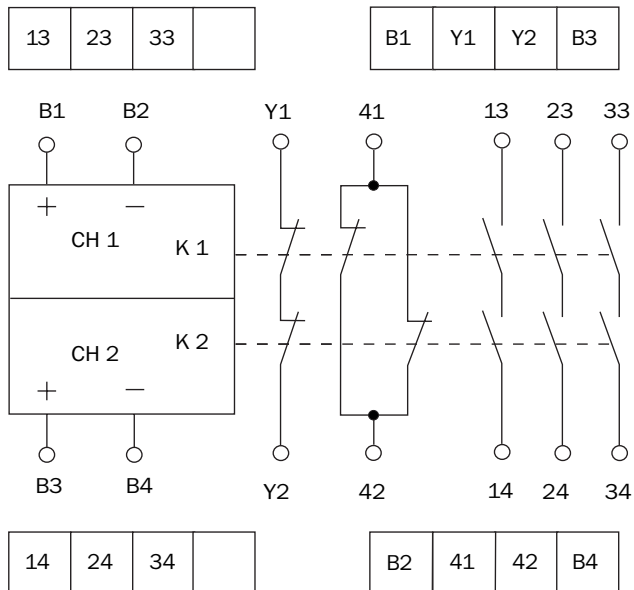 13 23 33 B1 Y1 Y2 B3
B1 B2 Y1 41 13 23 33
+ −
CH 1 K 1
CH 2 K 2
+ −
B3 B4 Y2 42 14 24 34
14 24 34 B2 41 42 B4